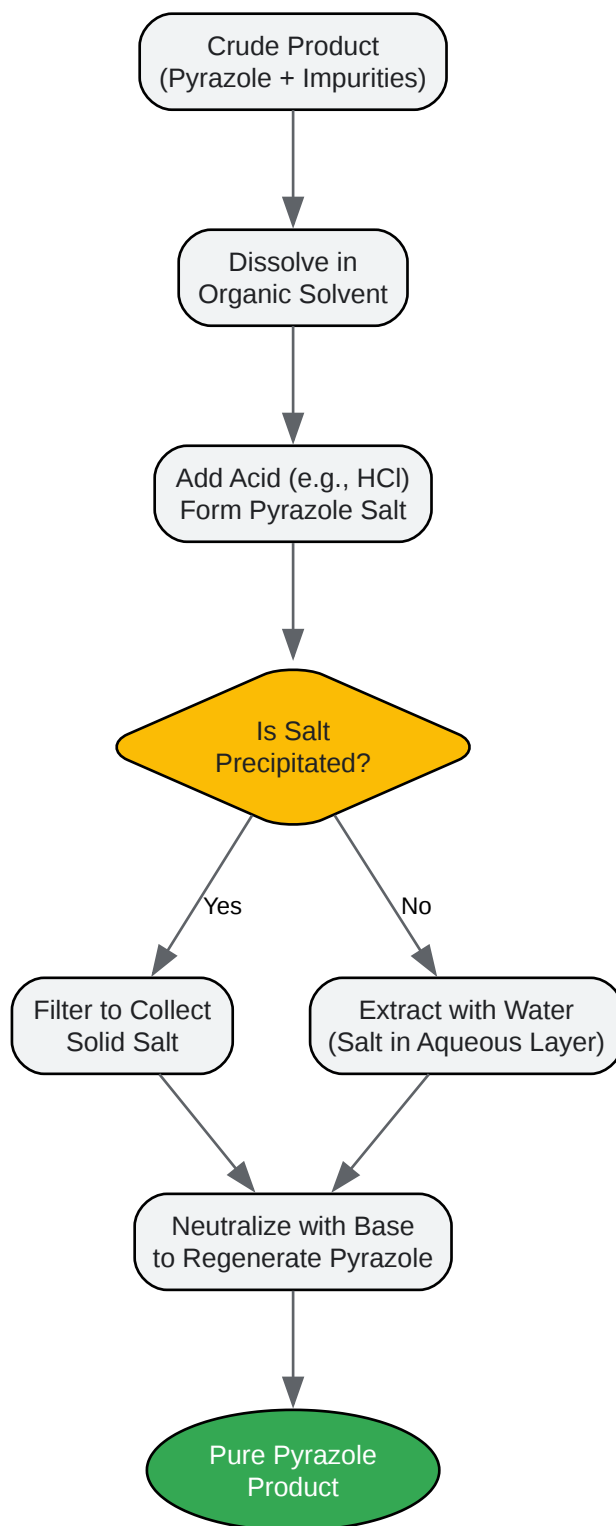 Crude Product
(Pyrazole + Impurities)
Dissolve in
Organic Solvent
Add Acid (e.g., HCl)
Form Pyrazole Salt
Is Salt
Precipitated?
Yes
No
Filter to Collect
Solid Salt
Extract with Water
(Salt in Aqueous Layer)
Neutralize with Base
to Regenerate Pyrazole
Pure Pyrazole
Product